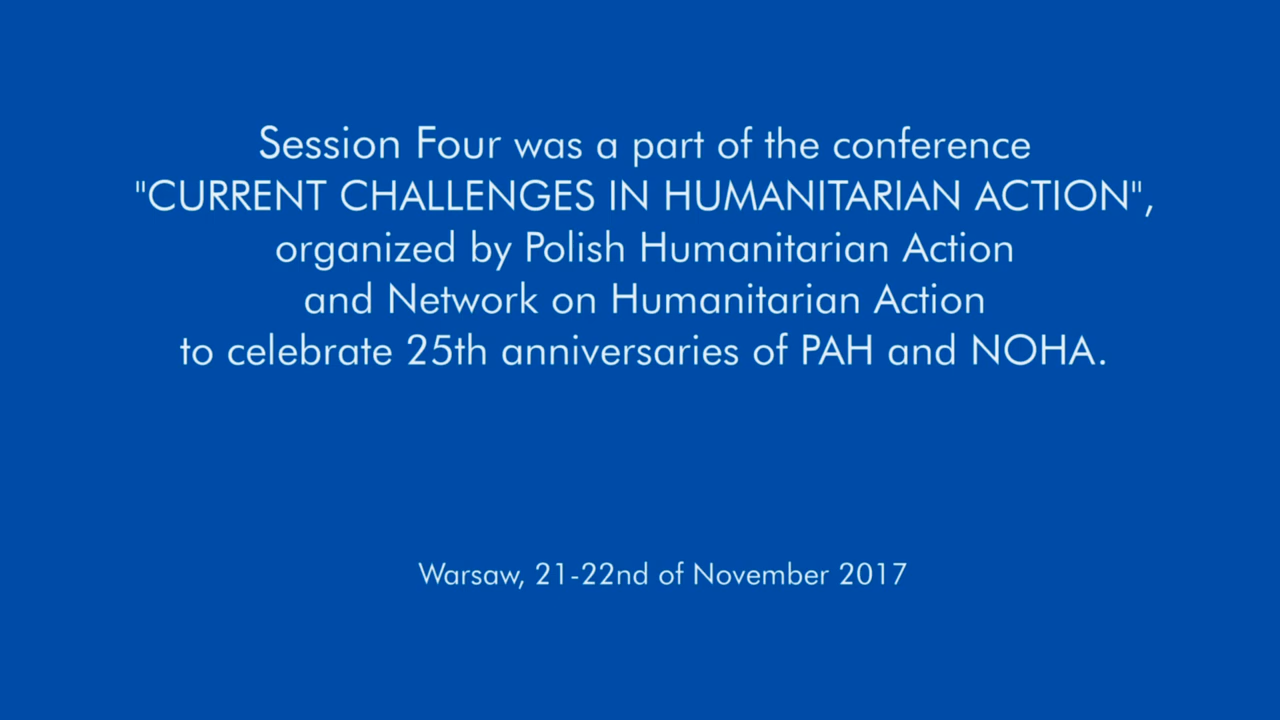 Session Four was a part of the conference
"CURRENT CHALLENGES IN HUMANITARIAN ACTION",
organized by Polish Humanitarian Action
and Network on Humanitarian Action
to celebrate 25th anniversaries of PAH and NOHA.
Warsaw, 21-22nd of November 2017